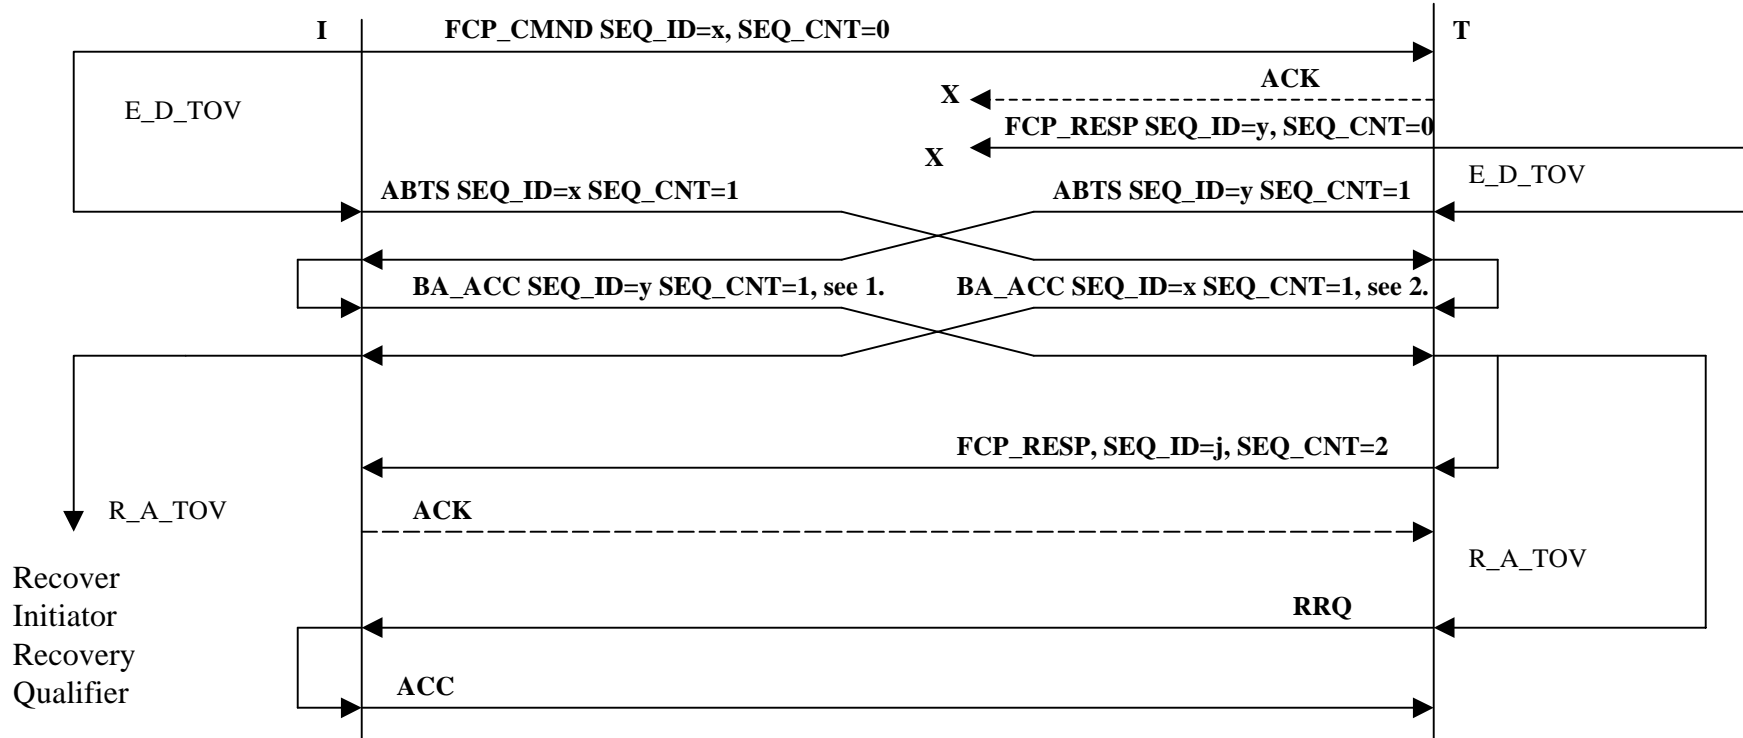 I
FCP_CMND SEQ_ID=x, SEQ_CNT=0
T
ACK
X
E_D_TOV
FCP_RESP SEQ_ID=y, SEQ_CNT=0
X
E_D_TOV
ABTS SEQ_ID=x SEQ_CNT=1
ABTS SEQ_ID=y SEQ_CNT=1
BA_ACC SEQ_ID=y SEQ_CNT=1, see 1.
BA_ACC SEQ_ID=x SEQ_CNT=1, see 2.
FCP_RESP, SEQ_ID=j, SEQ_CNT=2
R_A_TOV
ACK
R_A_TOV
Recover
Initiator
Recovery
Qualifier
RRQ
ACC